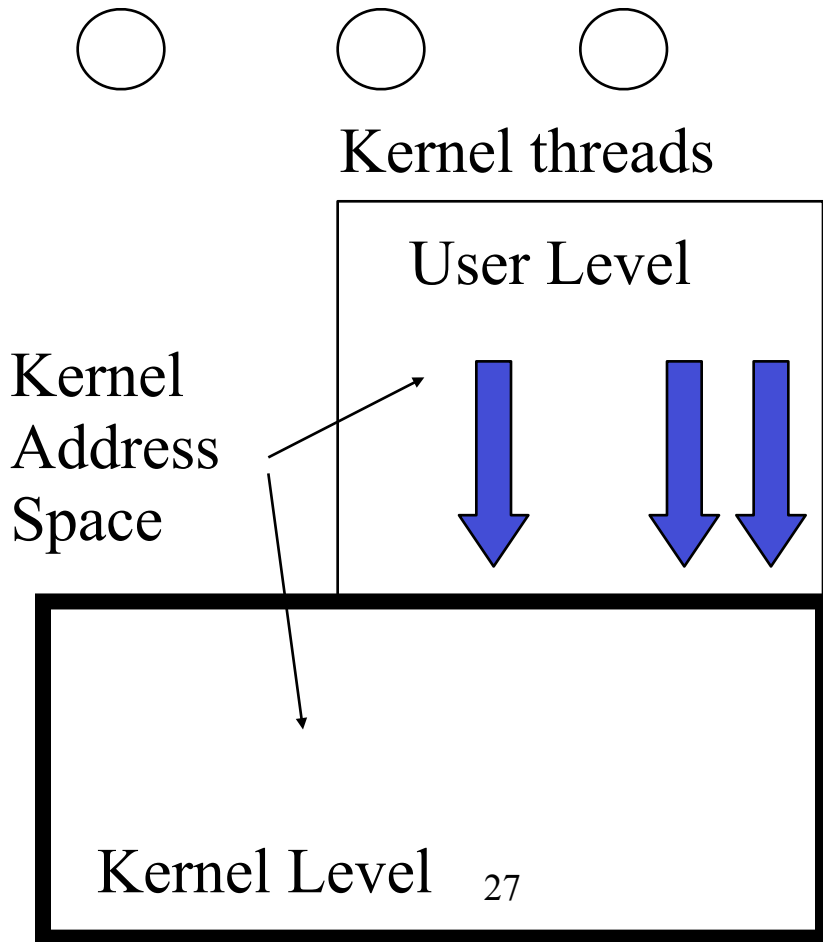 Kernel threads
User Level
Kernel
Address
Space
Kernel Level
27